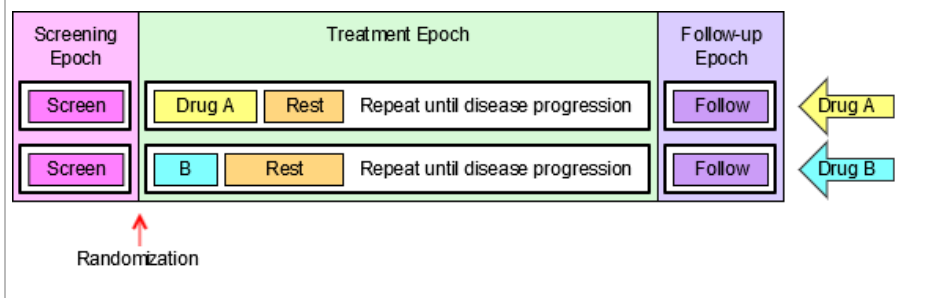 Screening
Epoch
Treatment Epoch
Follow-up
Epoch
Screen
Drug A
Rest
Repeat until disease progression
Follow
Drug A
Screen
B
Rest
Repeat until disease progression
Follow
Drug B
Randomization